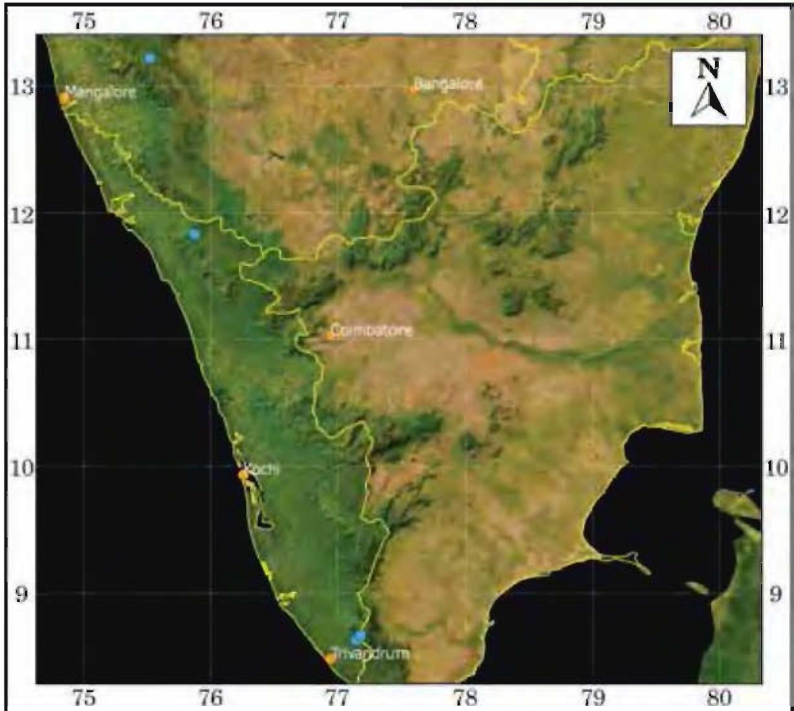 75 76 77 78 79 80
N
13 Mangalore Bangalore 13
12 12
11 Coimbatore 11
10 Kochi 10
9 9
Trivandrum
75 76 77 78 79 80